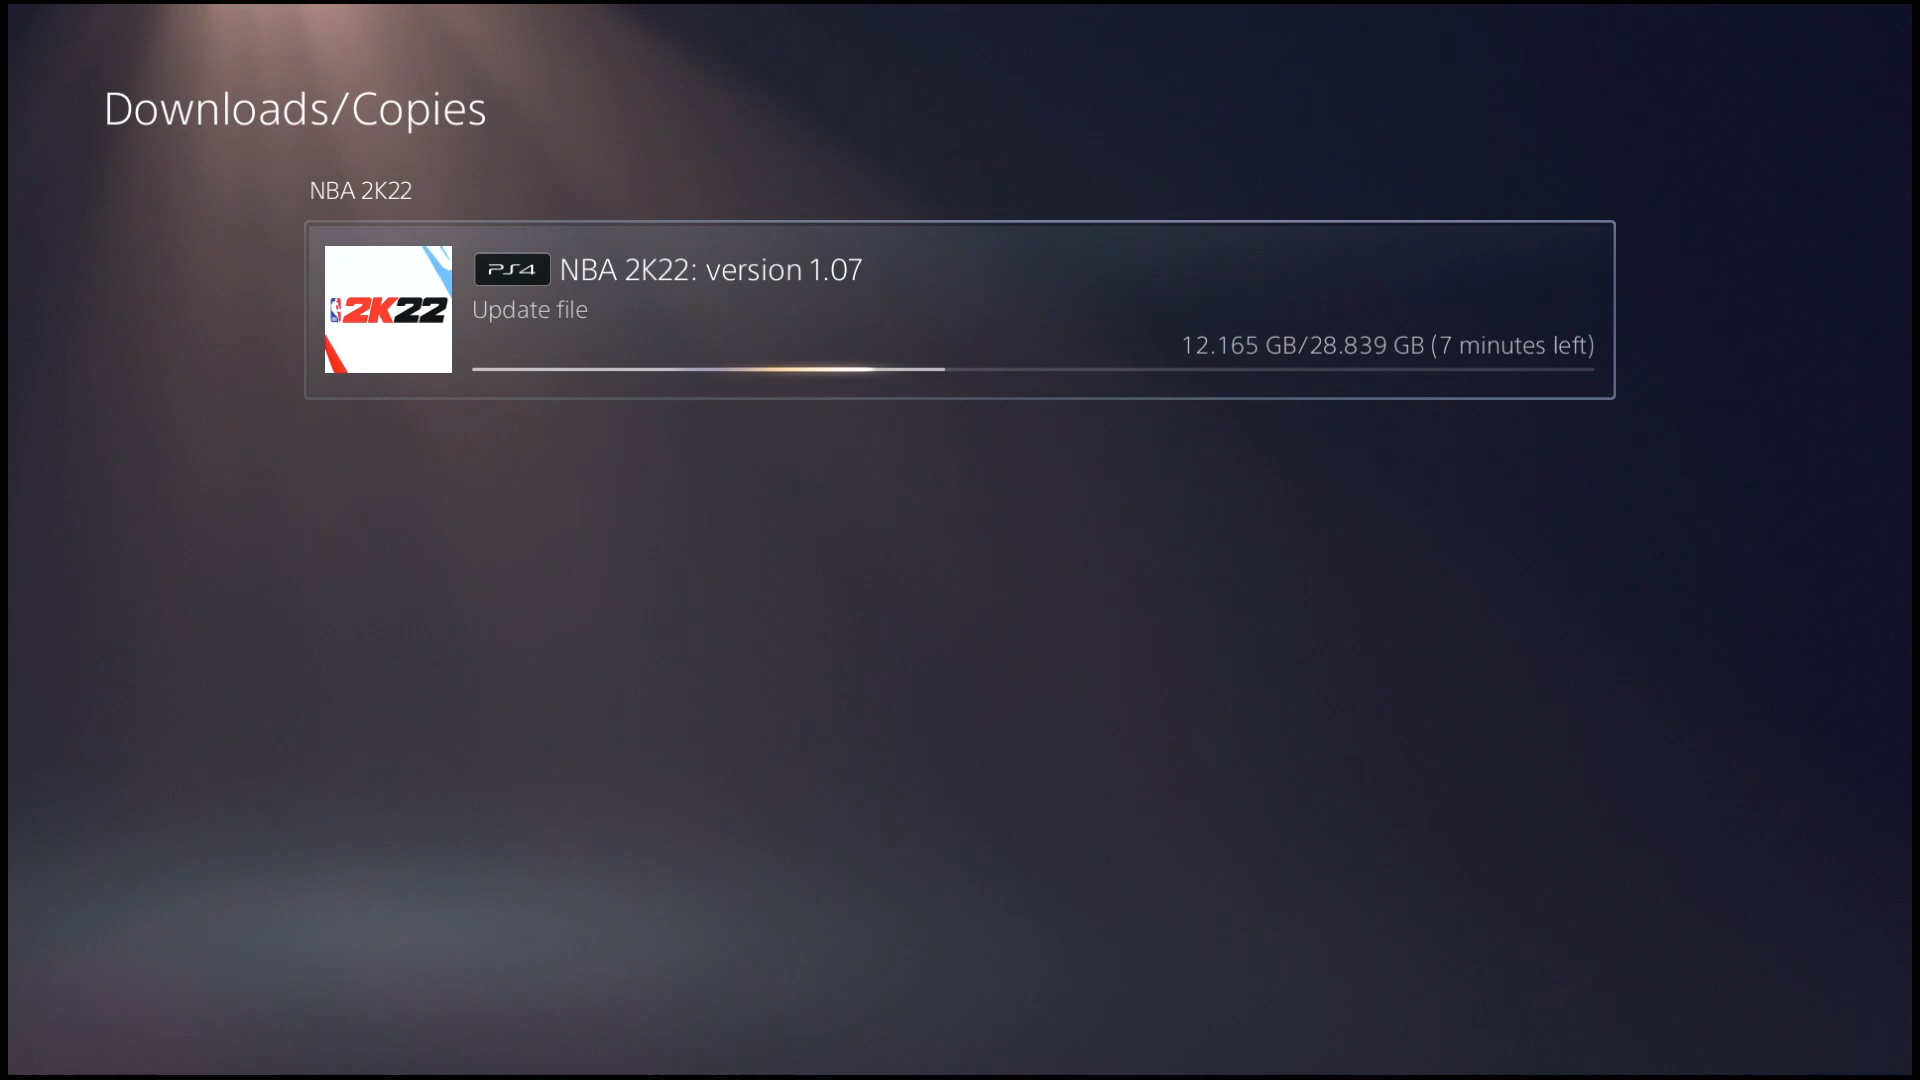 Downloads/Copies
NBA 2K22
PS4 NBA 2K22: version 1.07
2K22
Update file
12.165 GB/28.839 GB (7 minutes left)